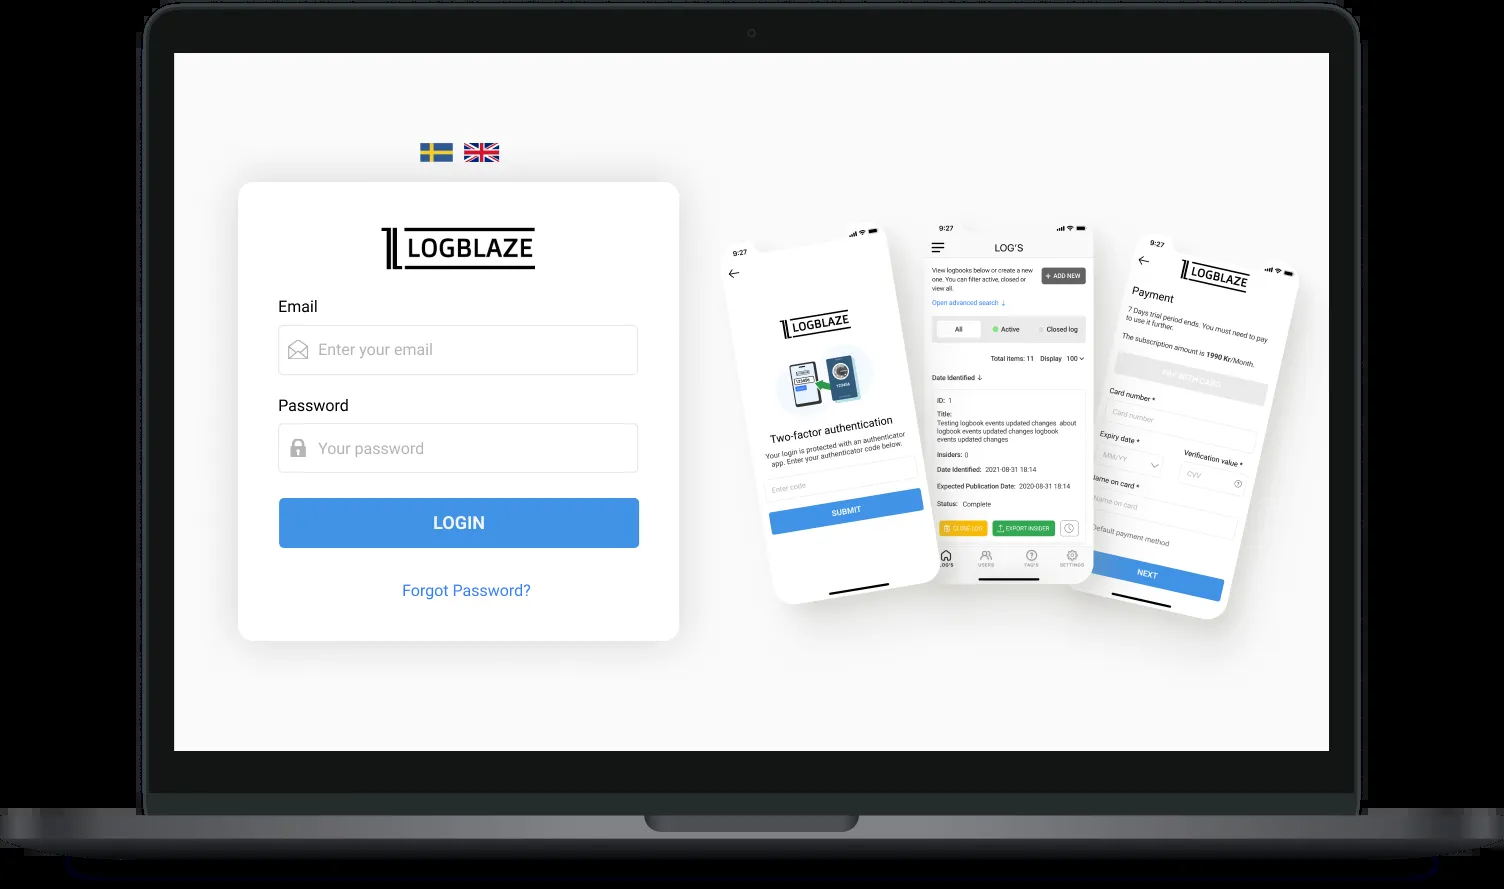 LOGBLAZE
Email
Enter your email
Password
Your password
LOGIN
Forgot Password?
9:27
LOGBLAZE
123456
123456
Two-factor authentication
Your login is protected with an authenticator
app. Enter your authenticator code below.
Enter code
SUBMIT
9:27
LOG'S
View logbooks below or create a new
one. You can filter active, closed or
view all.
+ ADD NEW
Open advanced search ↓
All
Active
Closed log
Total items: 11 Display 100
Date Identified ↓
ID: 1
Title:
Testing logbook events updated changes about
logbook events updated changes logbook
events updated changes
Insiders: 0
Date Identified: 2021-08-31 18:14
Expected Publication Date: 2020-08-31 18:14
Status: Complete
CLOSE LOG
EXPORT INSIDER
LOG'S
USERS
FAQ'S
SETTINGS
9:27
LOGBLAZE
Payment
7 Days trial period ends. You must need to pay
to use it further.
The subscription amount is 1990 Kr/Month.
PAY WITH CARD
Card number *
Card number
Expiry date *
MM/YY
Verification value *
CVV
Name on card *
Name on card
Default payment method
NEXT